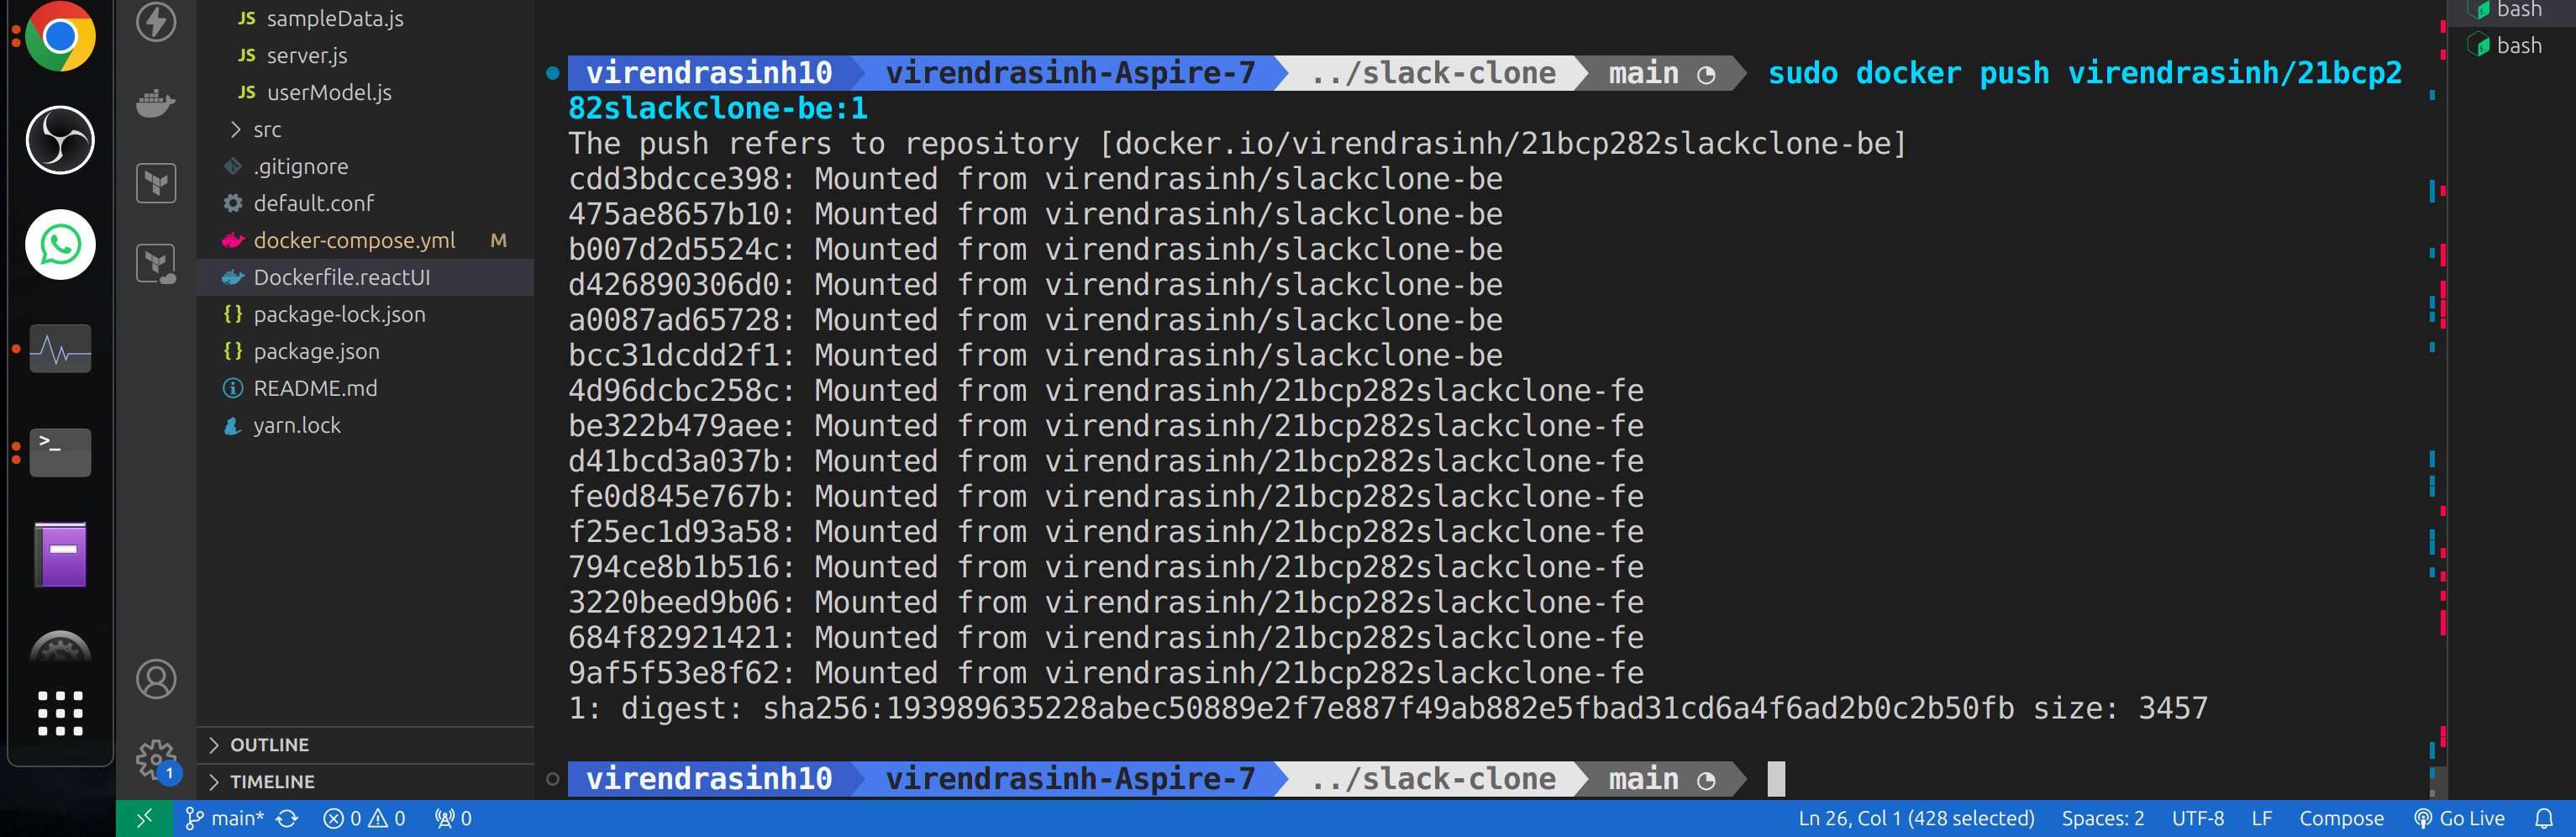 JS sampleData.js
JS server.js
JS userModel.js
src
.gitignore
default.conf
docker-compose.yml M
Dockerfile.reactUI
{} package-lock.json
{} package.json
README.md
yarn.lock
OUTLINE
TIMELINE
1
virendrasinh10 virendrasinh-Aspire-7 ../slack-clone main sudo docker push virendrasinh/21bcp2
82slackclone-be:1
The push refers to repository [docker.io/virendrasinh/21bcp282slackclone-be]
cdd3bdcce398: Mounted from virendrasinh/slackclone-be
475ae8657b10: Mounted from virendrasinh/slackclone-be
b007d2d5524c: Mounted from virendrasinh/slackclone-be
d426890306d0: Mounted from virendrasinh/slackclone-be
a0087ad65728: Mounted from virendrasinh/slackclone-be
bcc31dcdd2f1: Mounted from virendrasinh/slackclone-be
4d96dcbc258c: Mounted from virendrasinh/21bcp282slackclone-fe
be322b479aee: Mounted from virendrasinh/21bcp282slackclone-fe
d41bcd3a037b: Mounted from virendrasinh/21bcp282slackclone-fe
fe0d845e767b: Mounted from virendrasinh/21bcp282slackclone-fe
f25ec1d93a58: Mounted from virendrasinh/21bcp282slackclone-fe
794ce8b1b516: Mounted from virendrasinh/21bcp282slackclone-fe
3220beed9b06: Mounted from virendrasinh/21bcp282slackclone-fe
684f82921421: Mounted from virendrasinh/21bcp282slackclone-fe
9af5f53e8f62: Mounted from virendrasinh/21bcp282slackclone-fe
1: digest: sha256:193989635228abec50889e2f7e887f49ab882e5fbad31cd6a4f6ad2b0c2b50fb size: 3457
virendrasinh10 virendrasinh-Aspire-7 ../slack-clone main
bash
bash
main* 0 0 0 Ln 26, Col 1 (428 selected) Spaces: 2 UTF-8 LF Compose Go Live